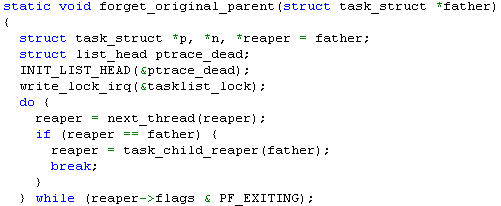 static void forget_original_parent(struct task_struct *father)
{
  struct task_struct *p, *n, *reaper = father;
  struct list_head ptrace_dead;
  INIT_LIST_HEAD(&ptrace_dead);
  write_lock_irq(&tasklist_lock);
  do {
    reaper = next_thread(reaper);
    if (reaper == father) {
      reaper = task_child_reaper(father);
      break;
    }
  } while (reaper->flags & PF_EXITING);